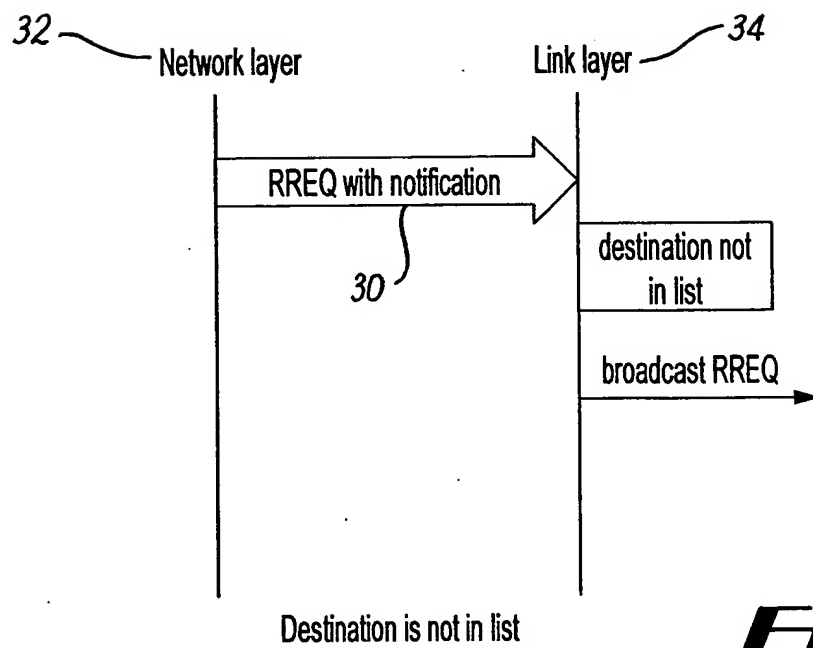 32
34
Network layer
Link layer
RREQ with notification
30
destination not
in list
broadcast RREQ
Destination is not in list